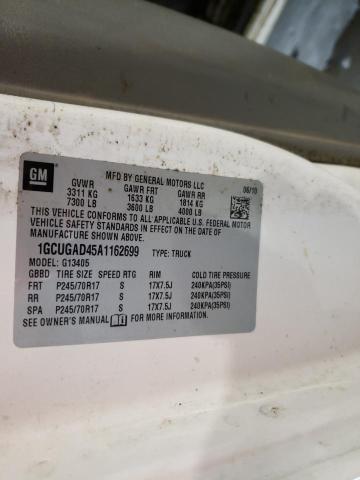 GM
MFD BY GENERAL MOTORS LLC
06/10
GVWR GAWR FRT GAWR RR
3311 KG 1633 KG 1814 KG
7300 LB 3600 LB 4000 LB
THIS VEHICLE CONFORMS TO ALL APPLICABLE U.S. FEDERAL MOTOR
VEHICLE SAFETY STANDARDS IN EFFECT ON THE DATE OF
MANUFACTURE SHOWN ABOVE.
1GCUGAD45A1162699 TYPE: TRUCK
MODEL: G13405
GBBD TIRE SIZE SPEED RTG RIM COLD TIRE PRESSURE
FRT P245/70R17 S 17X7.5J 240KPA(35PSI)
RR P245/70R17 S 17X7.5J 240KPA(35PSI)
SPA P245/70R17 S 17X7.5J 240KPA(35PSI)
SEE OWNER'S MANUAL FOR MORE INFORMATION